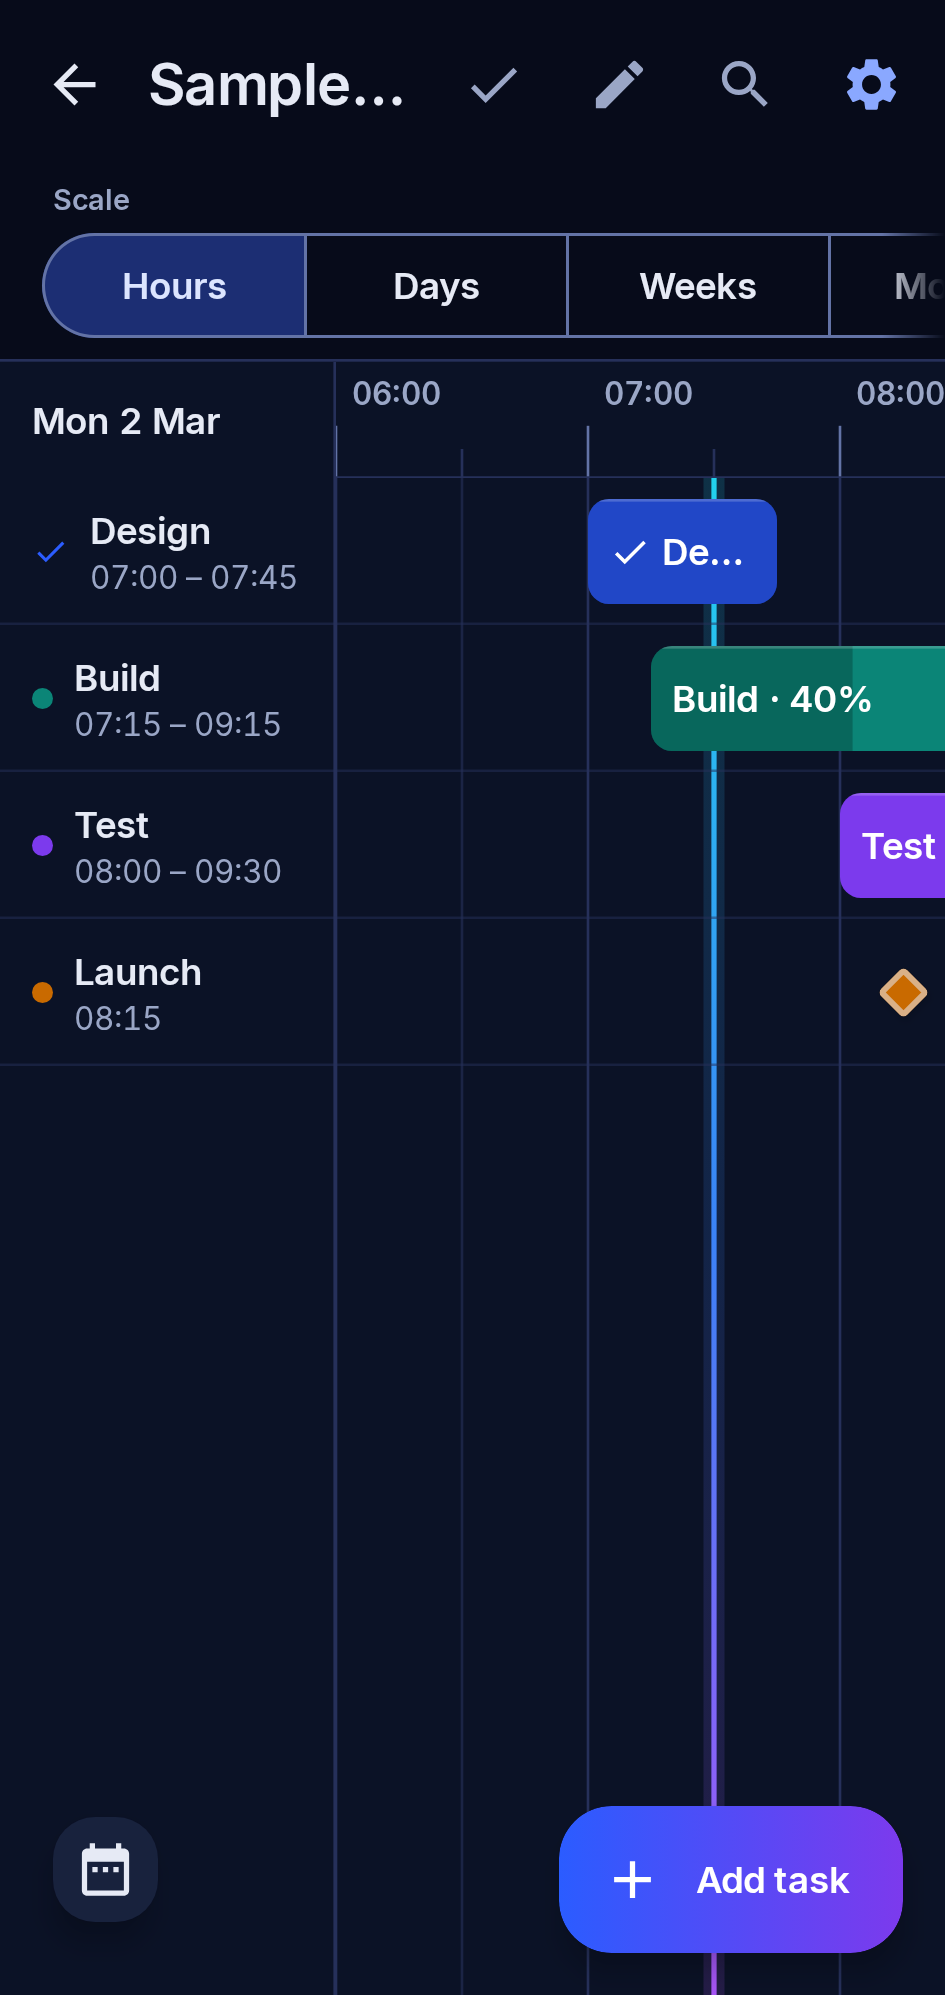 Sample...
Scale
Hours Days Weeks Mo
Mon 2 Mar
06:00 07:00 08:00
Design
07:00 – 07:45
De...
Build
07:15 – 09:15
Build · 40%
Test
08:00 – 09:30
Test
Launch
08:15
Add task